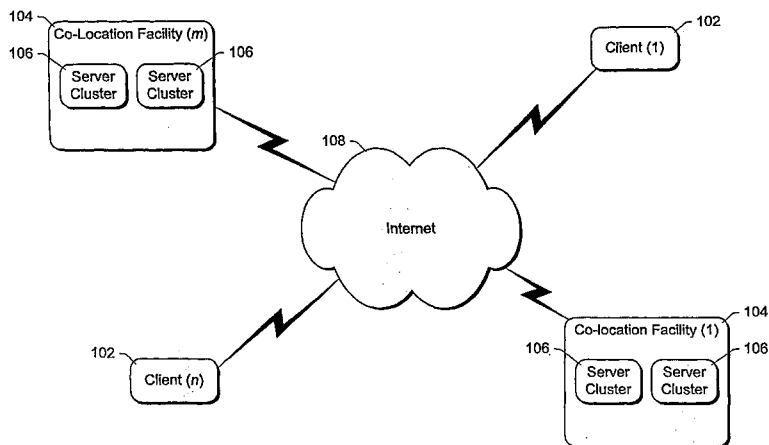 104
Co-Location Facility (m)
106
106
Server
Cluster
Server
Cluster
102
Client (1)
108
Internet
102
Client (n)
104
Co-location Facility (1)
106
106
Server
Cluster
Server
Cluster